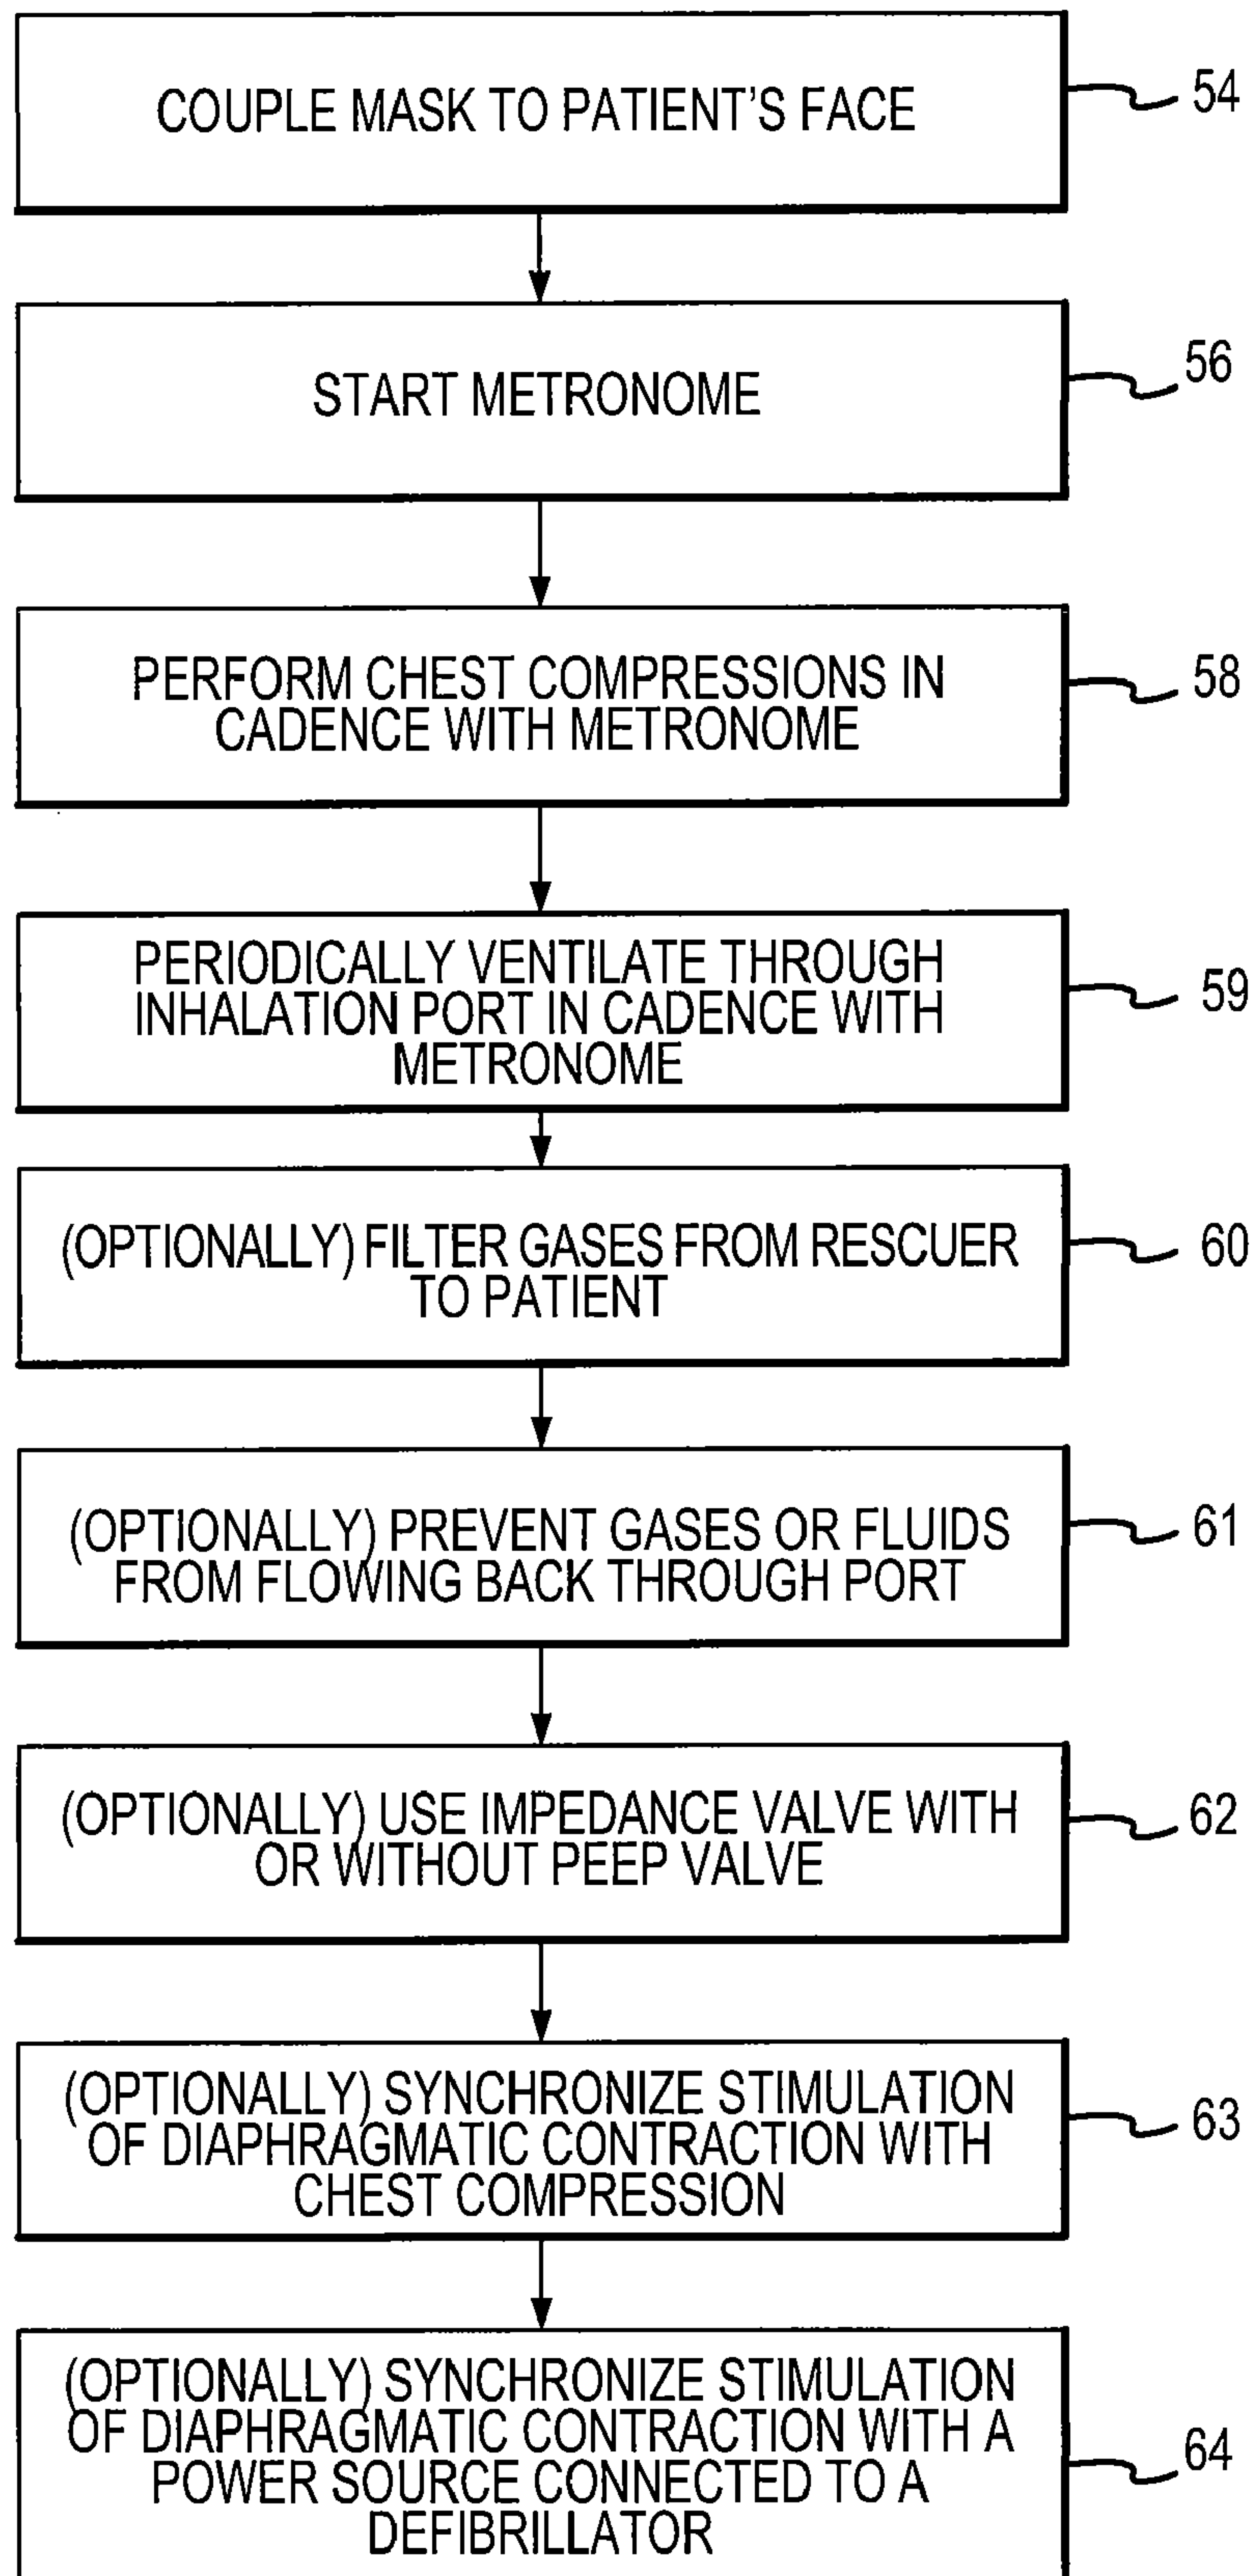 COUPLE MASK TO PATIENT'S FACE
54
START METRONOME
56
PERFORM CHEST COMPRESSIONS IN
CADENCE WITH METRONOME
58
PERIODICALLY VENTILATE THROUGH
INHALATION PORT IN CADENCE WITH
METRONOME
59
(OPTIONALLY) FILTER GASES FROM RESCUER
TO PATIENT
60
(OPTIONALLY) PREVENT GASES OR FLUIDS
FROM FLOWING BACK THROUGH PORT
61
(OPTIONALLY) USE IMPEDANCE VALVE WITH
OR WITHOUT PEEP VALVE
62
(OPTIONALLY) SYNCHRONIZE STIMULATION
OF DIAPHRAGMATIC CONTRACTION WITH
CHEST COMPRESSION
63
(OPTIONALLY) SYNCHRONIZE STIMULATION
OF DIAPHRAGMATIC CONTRACTION WITH A
POWER SOURCE CONNECTED TO A
DEFIBRILLATOR
64